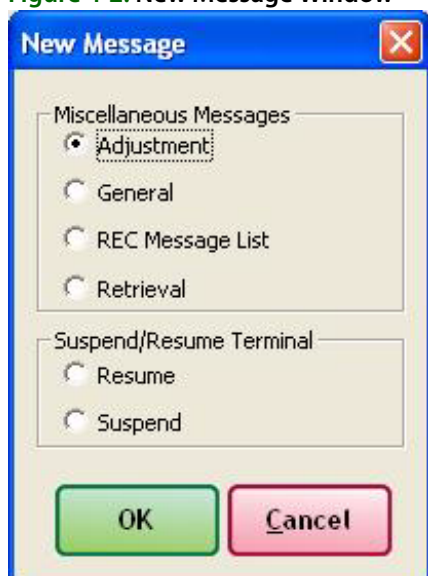 Figure 4-2. New Message Window
New Message
Miscellaneous Messages
Adjustment
General
REC Message List
Retrieval
Suspend/Resume Terminal
Resume
Suspend
OK
Cancel